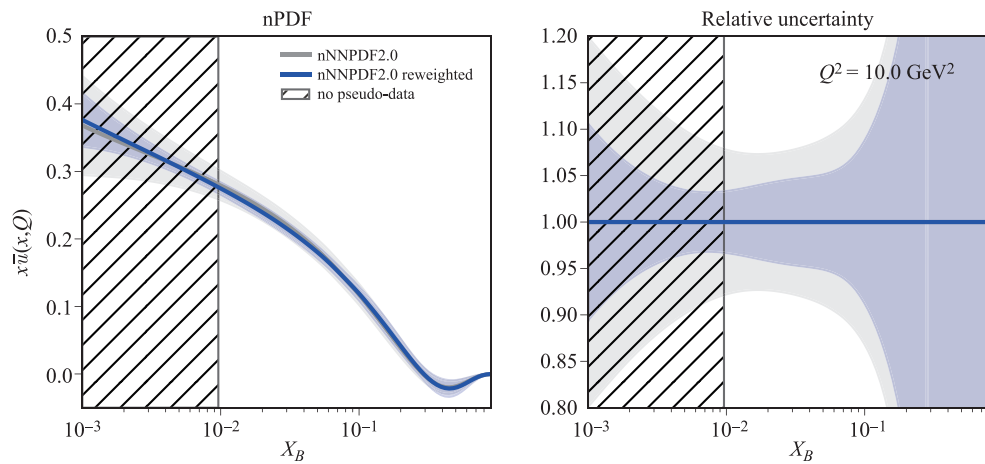 nPDF
nNNPDF2.0
nNNPDF2.0 reweighted
no pseudo-data
0.5
0.4
0.3
0.2
0.1
0.0
xu̅(x,Q)
10⁻³
10⁻²
10⁻¹
X_B
Relative uncertainty
Q² = 10.0 GeV²
1.20
1.15
1.10
1.05
1.00
0.95
0.90
0.85
0.80
10⁻³
10⁻²
10⁻¹
X_B